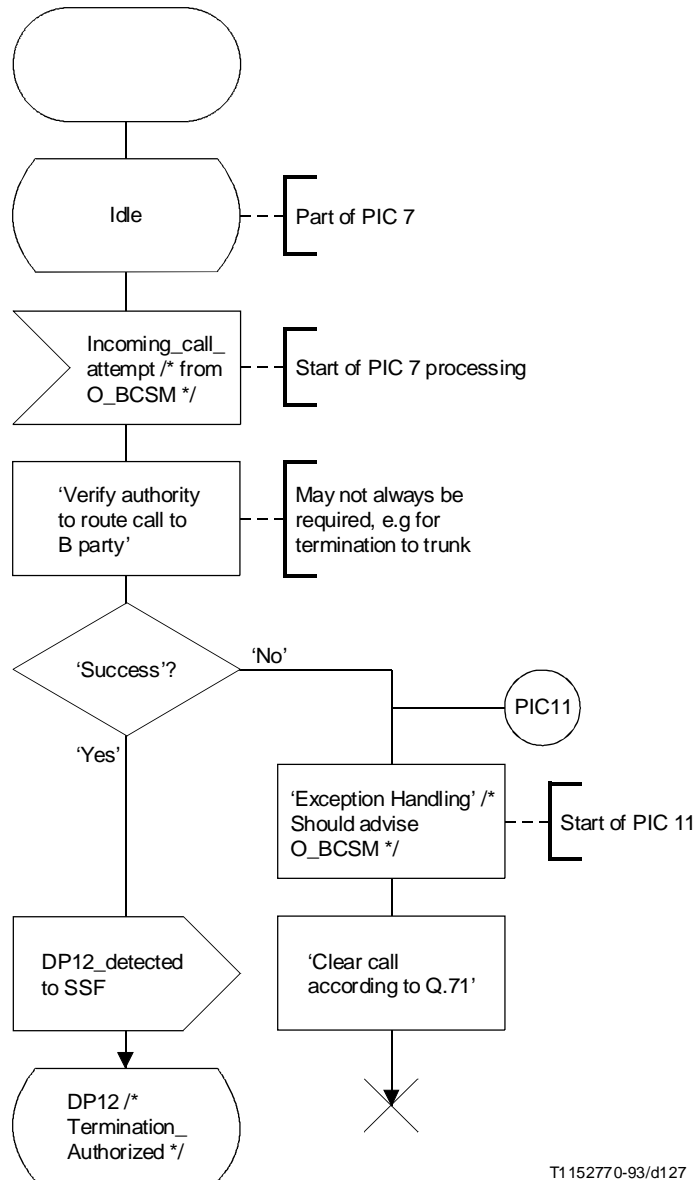 Idle
Part of PIC 7
Incoming_call_
attempt /* from
O_BCSM */
Start of PIC 7 processing
‘Verify authority
to route call to
B party’
May not always be
required, e.g for
termination to trunk
‘Success’?
‘No’
‘Yes’
PIC11
‘Exception Handling’ /*
Should advise
O_BCSM */
Start of PIC 11
DP12_detected
to SSF
‘Clear call
according to Q.71’
DP12 /*
Termination_
Authorized */
T1152770-93/d127